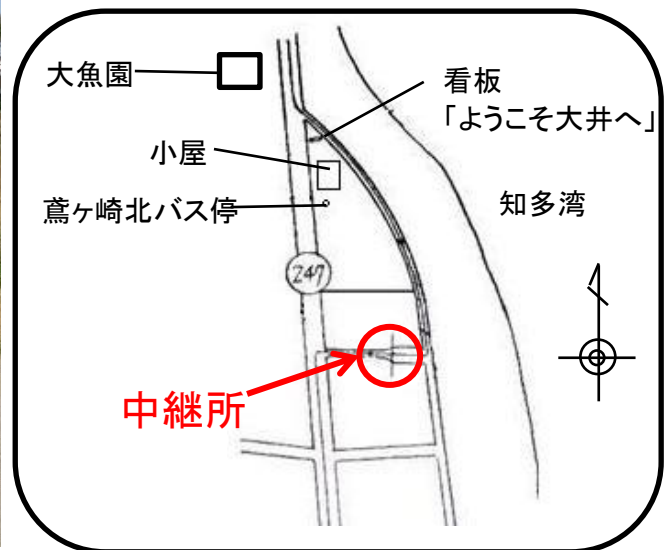 大魚園
看板
「ようこそ大井へ」
小屋
鳶ヶ崎北バス停
知多湾
247
中継所